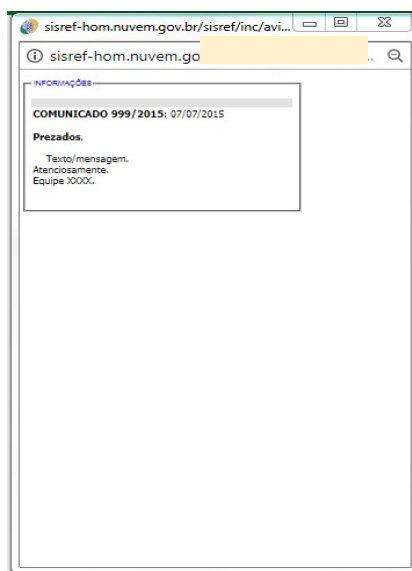 sisref-hom.nuvem.gov.br/sisref/inc/avi...
sisref-hom.nuvem.go ..
INFORMAÇÕES
COMUNICADO 999/2015: 07/07/2015
Prezados.
Texto/mensagem.
Atenciosamente.
Equipe XXXX.